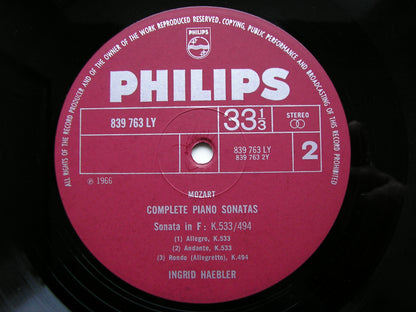 ALL RIGHTS OF THE RECORD PRODUCER AND OF THE OWNER OF THE WORK REPRODUCED RESERVED. COPYING, PUBLIC PERFORMANCE AND BROADCASTING OF THIS RECORD PROHIBITED
PHILIPS
PHILIPS
839 763 LY
33 1/3
STEREO
839 763 LY
839 763 2Y
2
℗ 1966
MOZART
COMPLETE PIANO SONATAS
Sonata in F: K.533/494
(1) Allegro, K.533
(2) Andante, K.533
(3) Rondo (Allegretto), K.494
INGRID HAEBLER